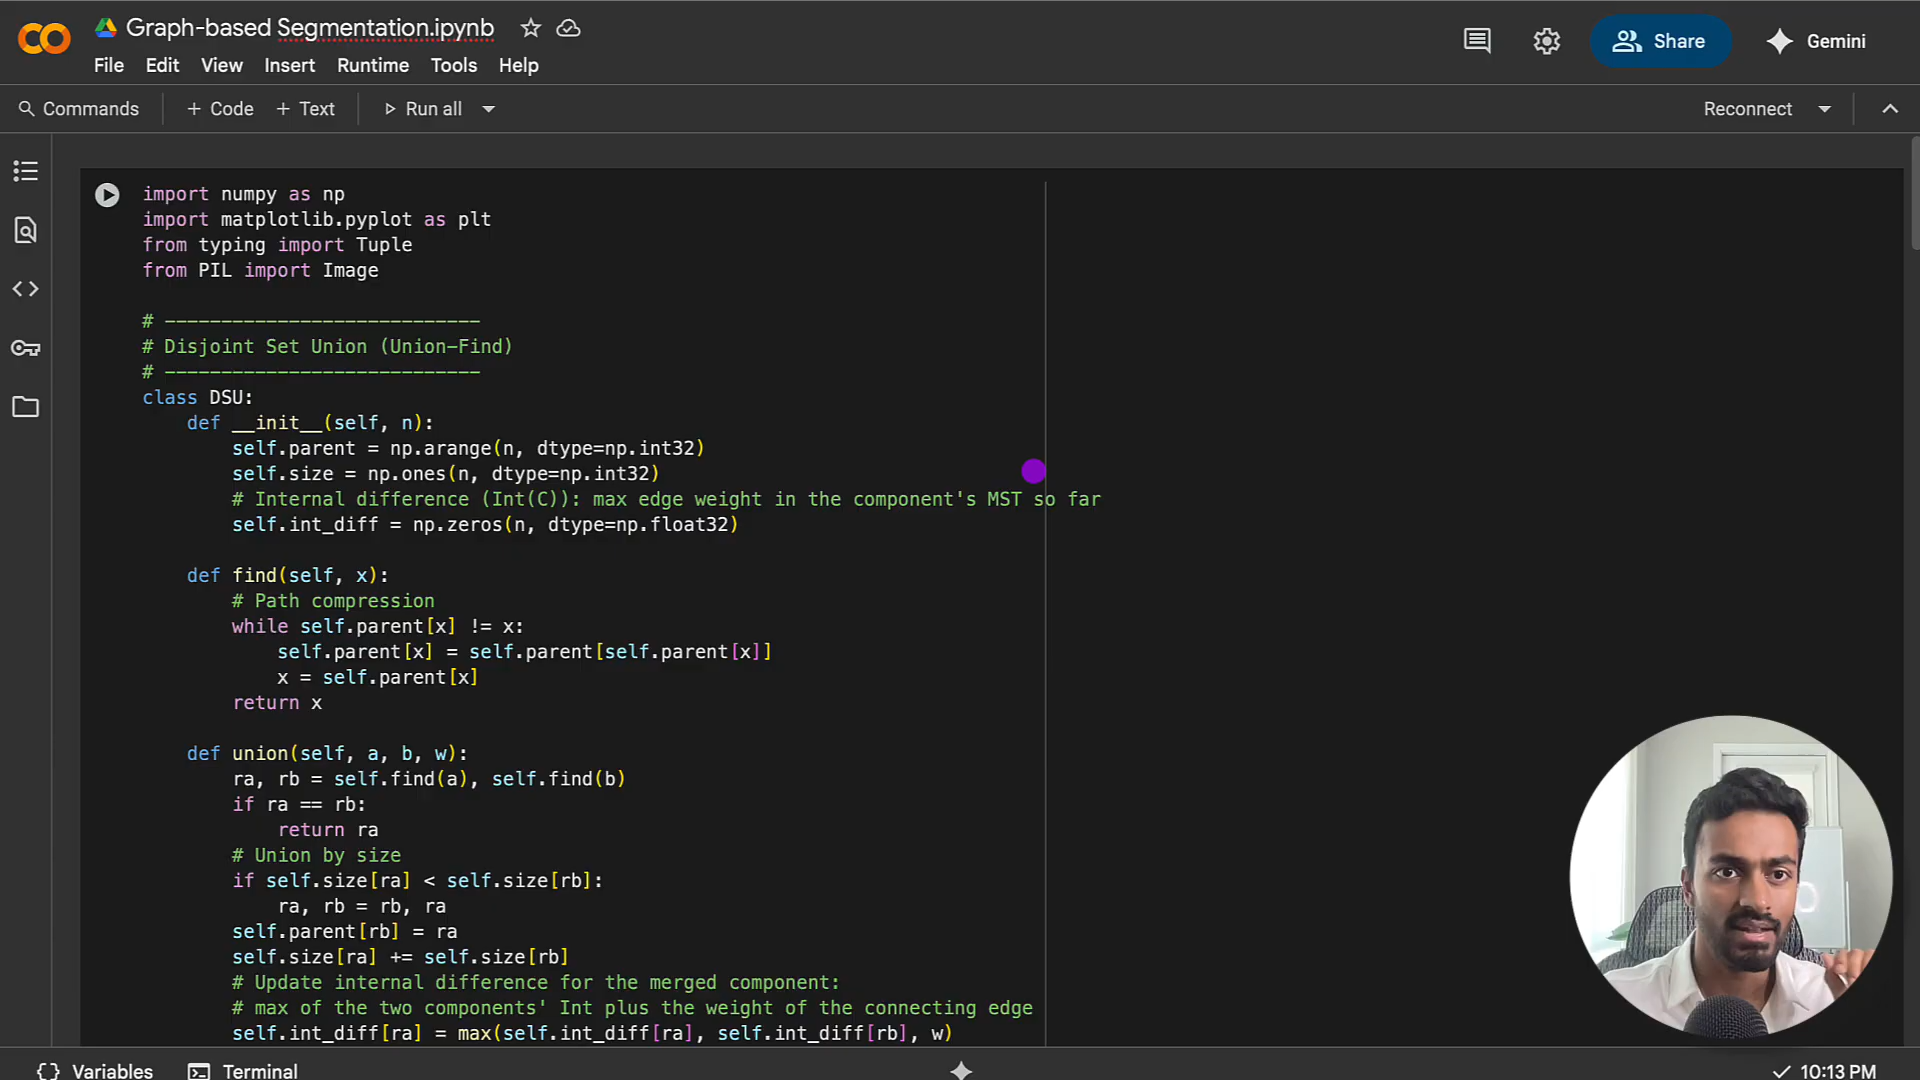 Graph-based Segmentation.ipynb
File Edit View Insert Runtime Tools Help
Share
Gemini
Commands + Code + Text Run all
Reconnect
import numpy as np
import matplotlib.pyplot as plt
from typing import Tuple
from PIL import Image
# ----------------------------
# Disjoint Set Union (Union-Find)
# ----------------------------
class DSU:
    def __init__(self, n):
        self.parent = np.arange(n, dtype=np.int32)
        self.size = np.ones(n, dtype=np.int32)
        # Internal difference (Int(C)): max edge weight in the component's MST so far
        self.int_diff = np.zeros(n, dtype=np.float32)
    def find(self, x):
        # Path compression
        while self.parent[x] != x:
            self.parent[x] = self.parent[self.parent[x]]
            x = self.parent[x]
        return x
    def union(self, a, b, w):
        ra, rb = self.find(a), self.find(b)
        if ra == rb:
            return ra
        # Union by size
        if self.size[ra] < self.size[rb]:
            ra, rb = rb, ra
        self.parent[rb] = ra
        self.size[ra] += self.size[rb]
        # Update internal difference for the merged component:
        # max of the two components' Int plus the weight of the connecting edge
        self.int_diff[ra] = max(self.int_diff[ra], self.int_diff[rb], w)
Variables Terminal
10:13 PM